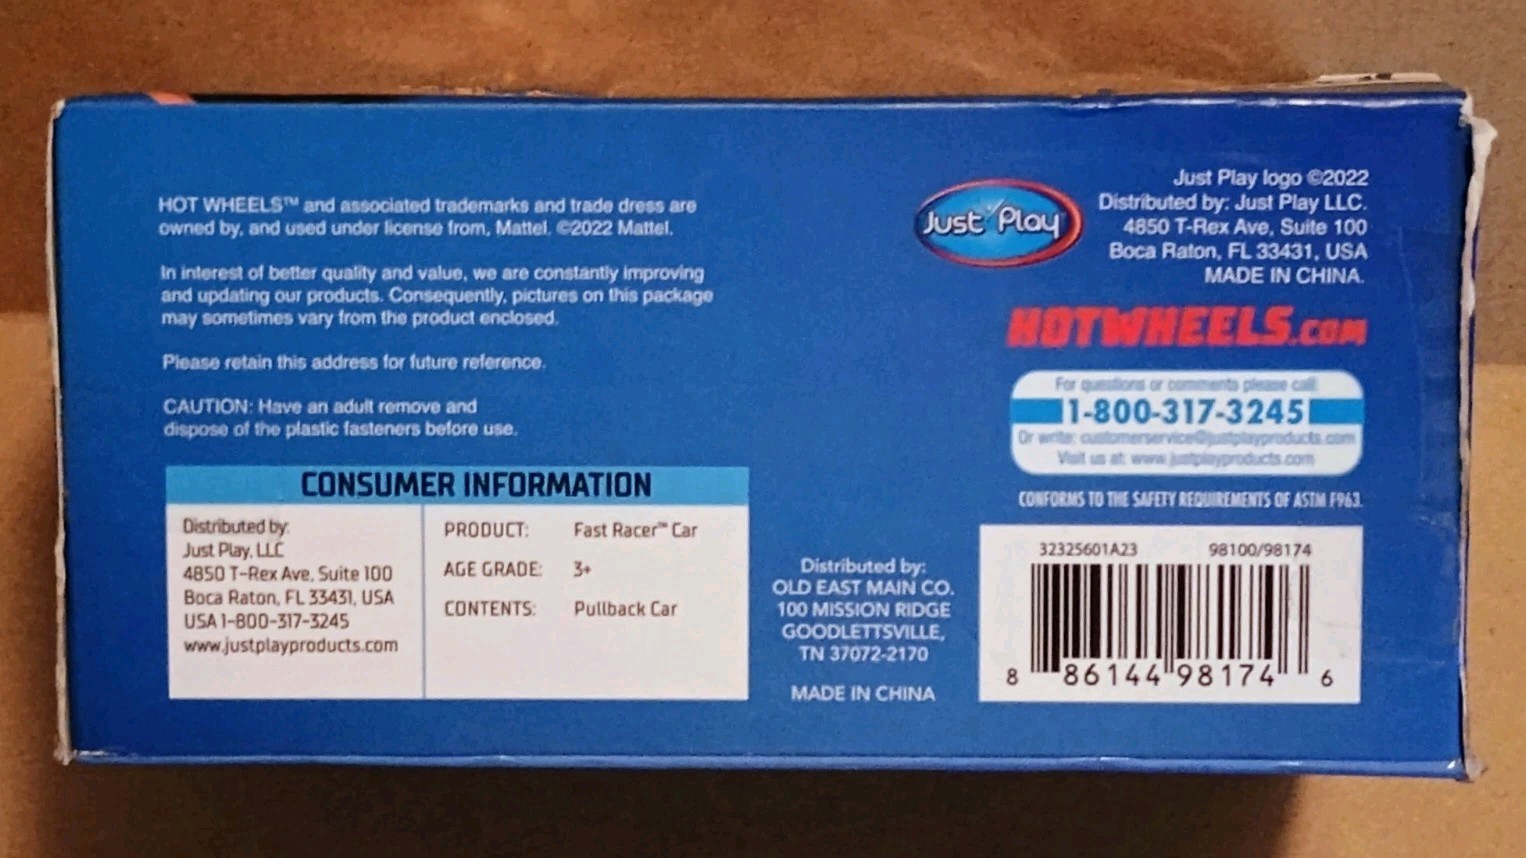 HOT WHEELS™ and associated trademarks and trade dress are
owned by, and used under license from, Mattel. ©2022 Mattel.
In interest of better quality and value, we are constantly improving
and updating our products. Consequently, pictures on this package
may sometimes vary from the product enclosed.
Please retain this address for future reference.
CAUTION: Have an adult remove and
dispose of the plastic fasteners before use.
CONSUMER INFORMATION
Distributed by:
Just Play, LLC
4850 T-Rex Ave, Suite 100
Boca Raton, FL 33431, USA
USA 1-800-317-3245
www.justplayproducts.com
PRODUCT: Fast Racer™ Car
AGE GRADE: 3+
CONTENTS: Pullback Car
Distributed by:
OLD EAST MAIN CO.
100 MISSION RIDGE
GOODLETTSVILLE,
TN 37072-2170
MADE IN CHINA
Just Play
Just Play logo ©2022
Distributed by: Just Play LLC.
4850 T-Rex Ave, Suite 100
Boca Raton, FL 33431, USA
MADE IN CHINA.
HOTWHEELS.COM
For questions or comments please call
1-800-317-3245
Or write: customerservice@justplayproducts.com
Visit us at: www.justplayproducts.com
CONFORMS TO THE SAFETY REQUIREMENTS OF ASTM F963.
32325601A23 98100/98174
8 86144 98174 6